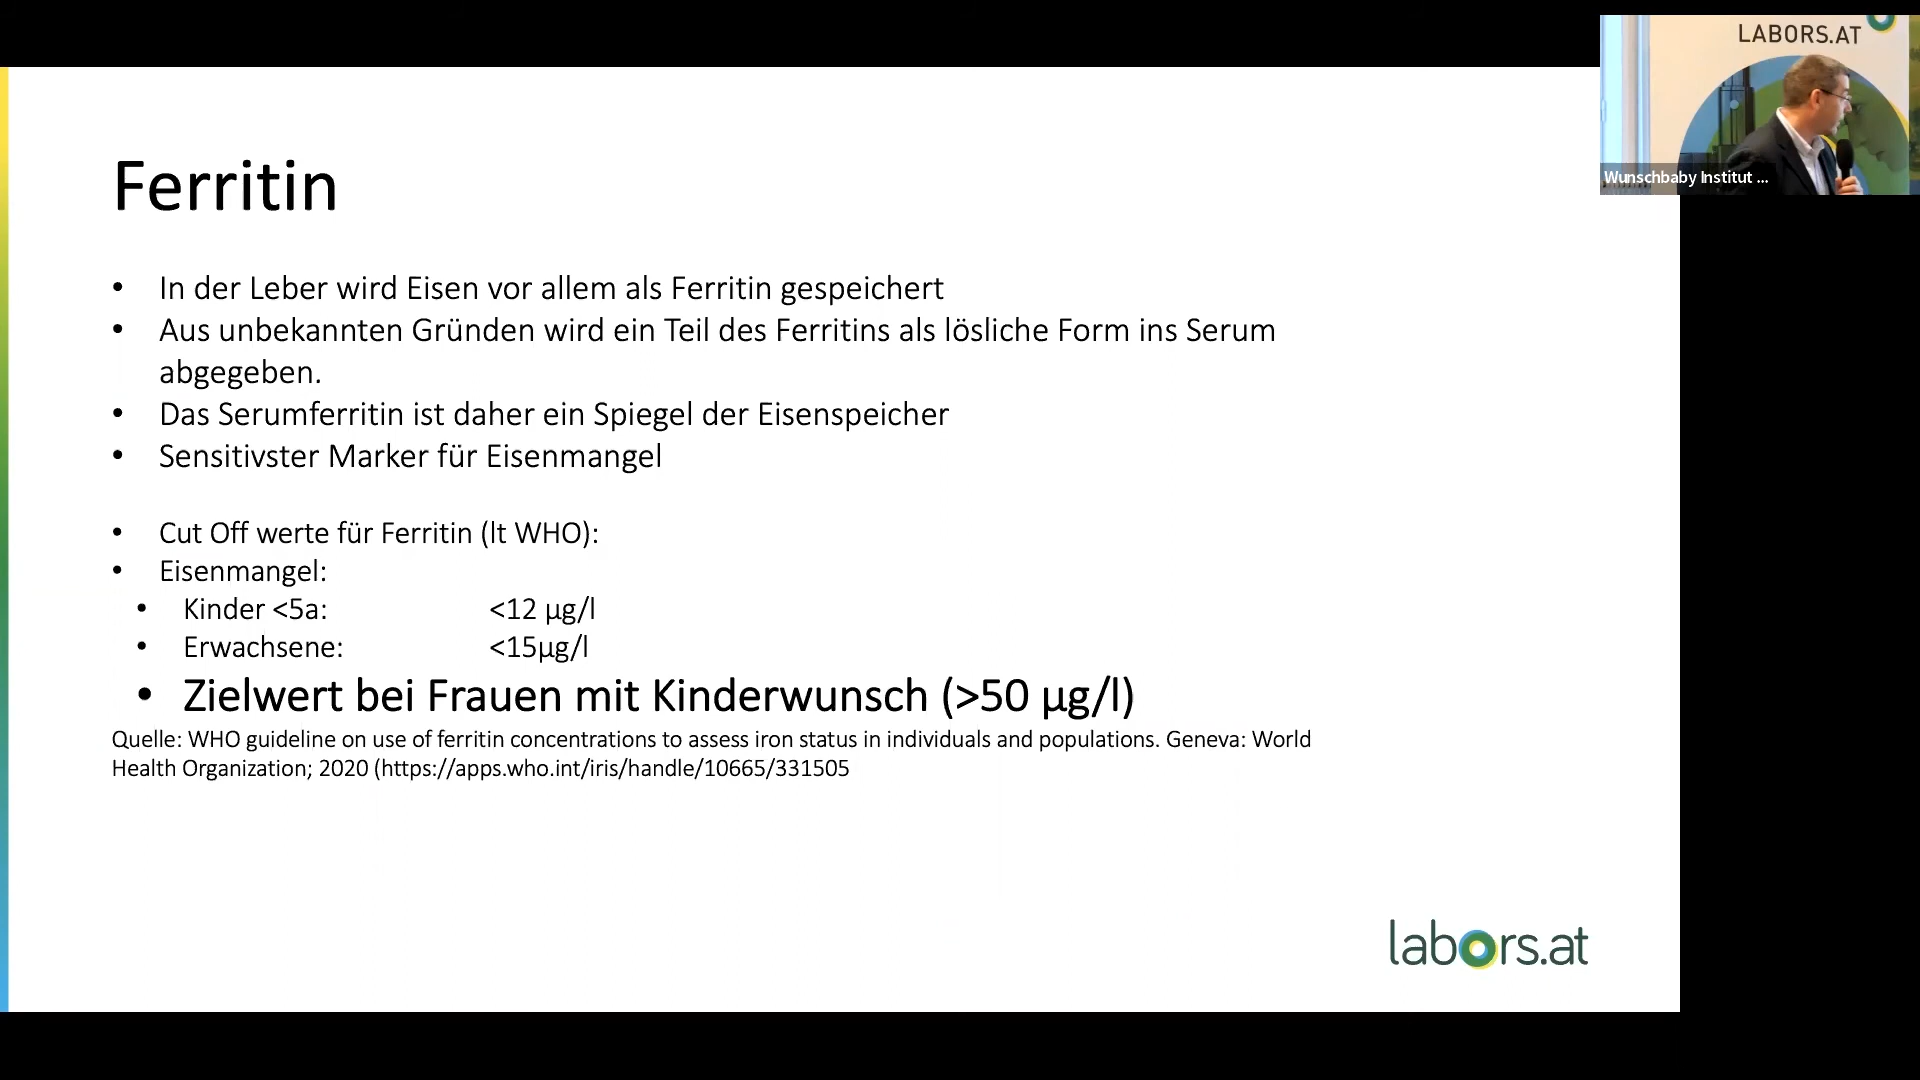 LABORS.AT
Wunschbaby Institut ...
Ferritin
• In der Leber wird Eisen vor allem als Ferritin gespeichert
• Aus unbekannten Gründen wird ein Teil des Ferritins als lösliche Form ins Serum
abgegeben.
• Das Serumferritin ist daher ein Spiegel der Eisenspeicher
• Sensitivster Marker für Eisenmangel
• Cut Off werte für Ferritin (lt WHO):
• Eisenmangel:
• Kinder <5a: <12 µg/l
• Erwachsene: <15µg/l
• Zielwert bei Frauen mit Kinderwunsch (>50 µg/l)
Quelle: WHO guideline on use of ferritin concentrations to assess iron status in individuals and populations. Geneva: World
Health Organization; 2020 (https://apps.who.int/iris/handle/10665/331505
labors.at